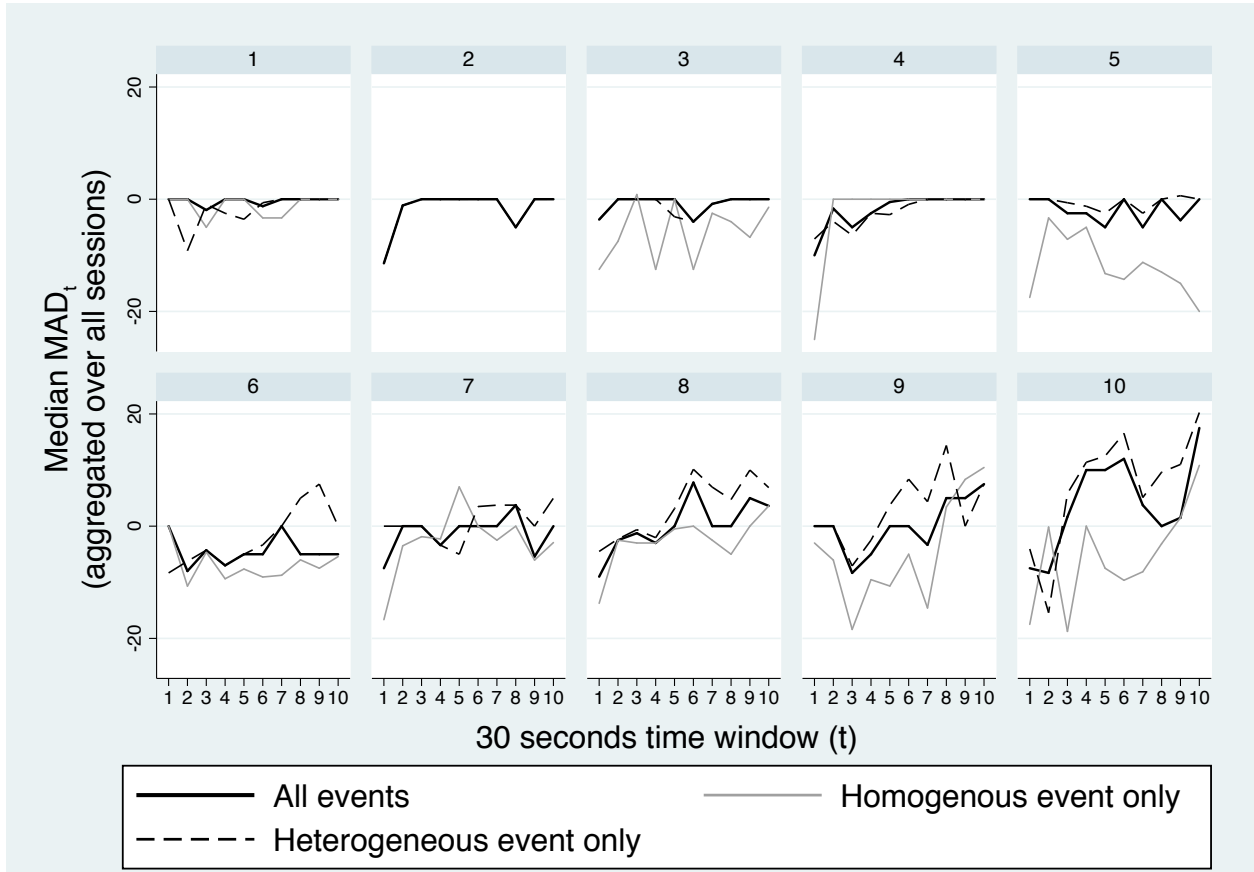 1 2 3 4 5
20
0
-20
6 7 8 9 10
20
0
-20
Median MADt
(aggregated over all sessions)
1 2 3 4 5 6 7 8 9 10 1 2 3 4 5 6 7 8 9 10 1 2 3 4 5 6 7 8 9 10 1 2 3 4 5 6 7 8 9 10 1 2 3 4 5 6 7 8 9 10
30 seconds time window (t)
All events Homogenous event only
Heterogeneous event only